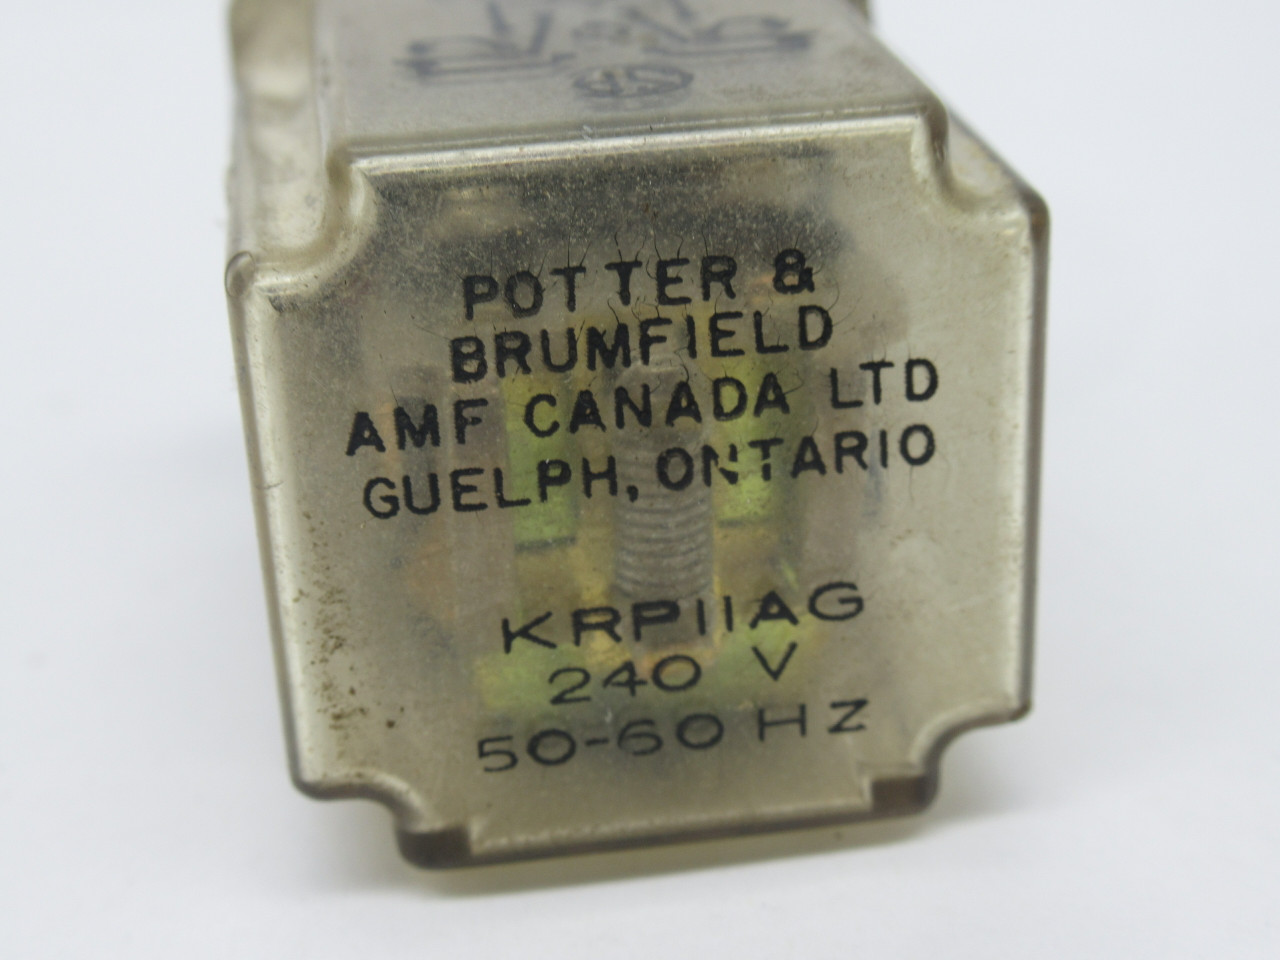 POTTER &
BRUMFIELD
AMF CANADA LTD
GUELPH, ONTARIO
KRP11AG
240 V
50-60 HZ